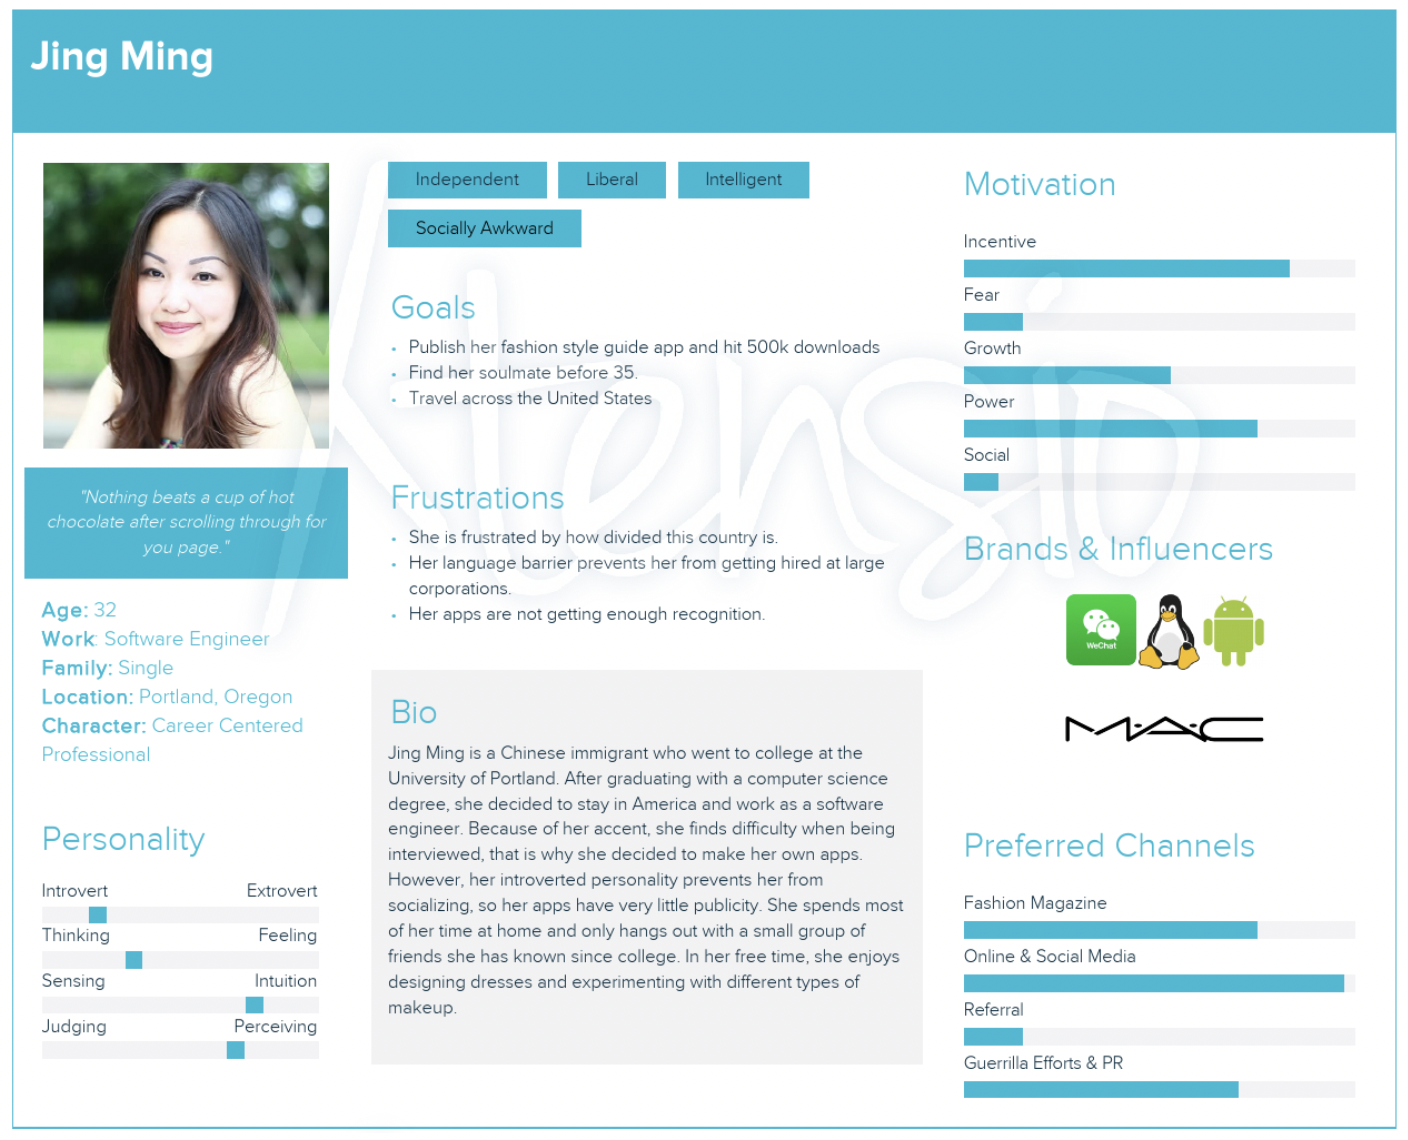 Jing Ming
Independent
Liberal
Intelligent
Socially Awkward
"Nothing beats a cup of hot
chocolate after scrolling through for
you page."
Age: 32
Work: Software Engineer
Family: Single
Location: Portland, Oregon
Character: Career Centered
Professional
Personality
Introvert Extrovert
Thinking Feeling
Sensing Intuition
Judging Perceiving
Goals
Publish her fashion style guide app and hit 500k downloads
Find her soulmate before 35.
Travel across the United States
Frustrations
She is frustrated by how divided this country is.
Her language barrier prevents her from getting hired at large
corporations.
Her apps are not getting enough recognition.
Bio
Jing Ming is a Chinese immigrant who went to college at the
University of Portland. After graduating with a computer science
degree, she decided to stay in America and work as a software
engineer. Because of her accent, she finds difficulty when being
interviewed, that is why she decided to make her own apps.
However, her introverted personality prevents her from
socializing, so her apps have very little publicity. She spends most
of her time at home and only hangs out with a small group of
friends she has known since college. In her free time, she enjoys
designing dresses and experimenting with different types of
makeup.
Motivation
Incentive
Fear
Growth
Power
Social
Brands & Influencers
WeChat
M·A·C
Preferred Channels
Fashion Magazine
Online & Social Media
Referral
Guerrilla Efforts & PR
Xtensio